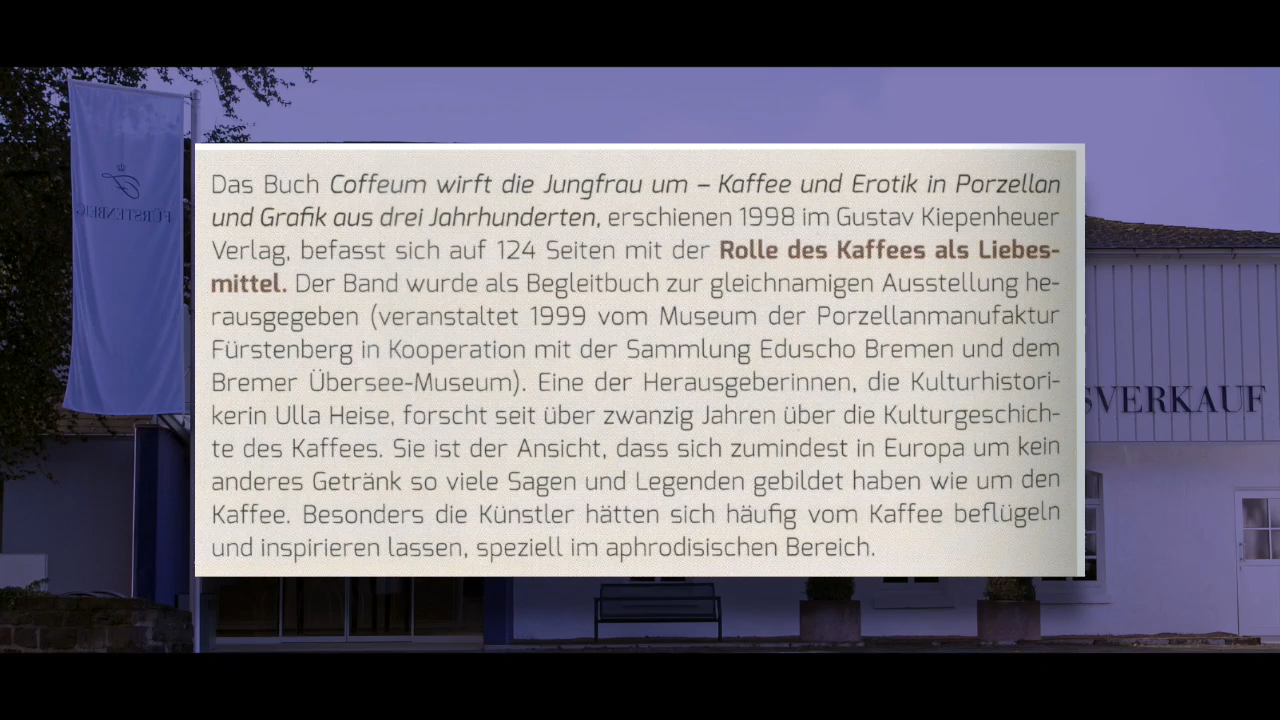 FÜRSTENBERG
Das Buch Coffeum wirft die Jungfrau um – Kaffee und Erotik in Porzellan
und Grafik aus drei Jahrhunderten, erschienen 1998 im Gustav Kiepenheuer
Verlag, befasst sich auf 124 Seiten mit der Rolle des Kaffees als Liebes-
mittel. Der Band wurde als Begleitbuch zur gleichnamigen Ausstellung he-
rausgegeben (veranstaltet 1999 vom Museum der Porzellanmanufaktur
Fürstenberg in Kooperation mit der Sammlung Eduscho Bremen und dem
Bremer Übersee-Museum). Eine der Herausgeberinnen, die Kulturhistori-
kerin Ulla Heise, forscht seit über zwanzig Jahren über die Kulturgeschich-
te des Kaffees. Sie ist der Ansicht, dass sich zumindest in Europa um kein
anderes Getränk so viele Sagen und Legenden gebildet haben wie um den
Kaffee. Besonders die Künstler hätten sich häufig vom Kaffee beflügeln
und inspirieren lassen, speziell im aphrodisischen Bereich.
SVERKAUF